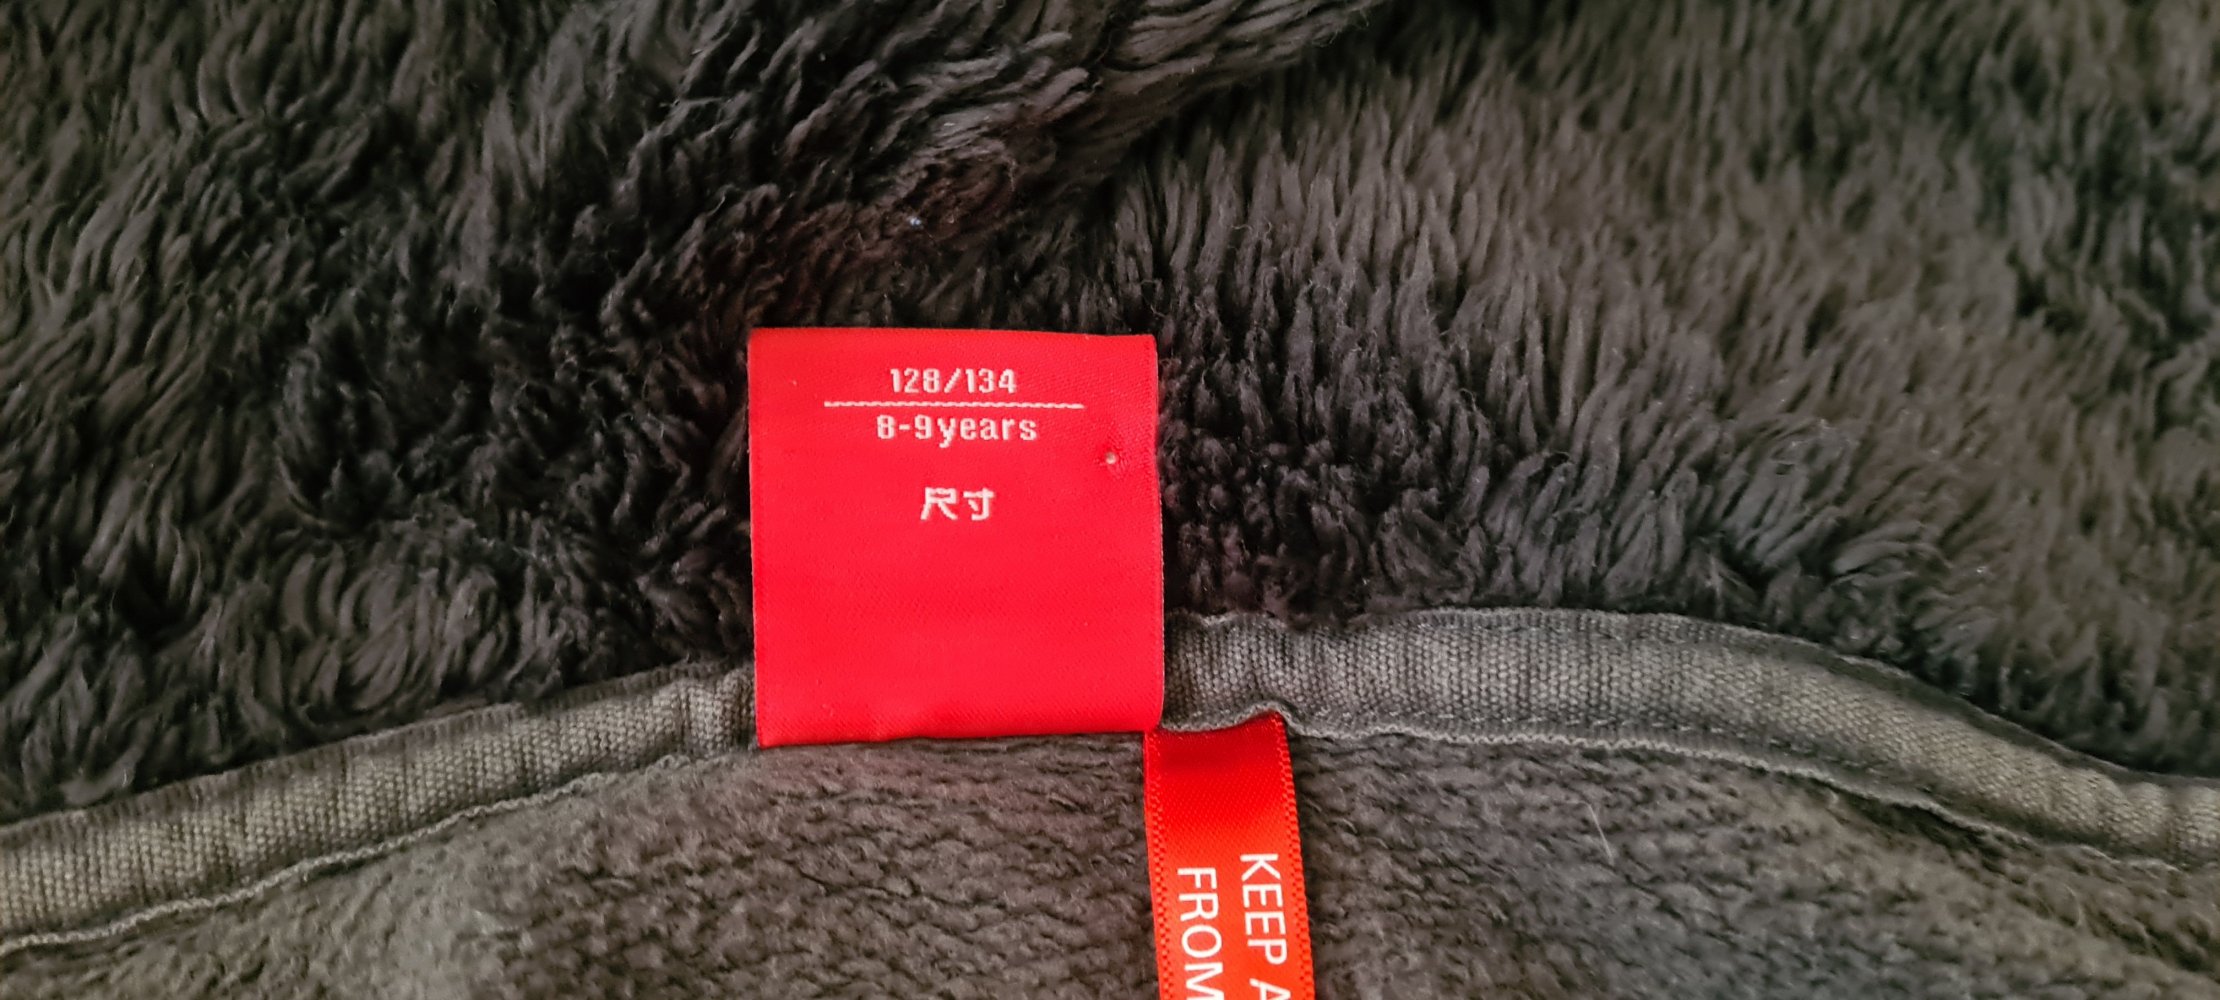 128/134
8-9years
尺寸
KEEP A
FROM